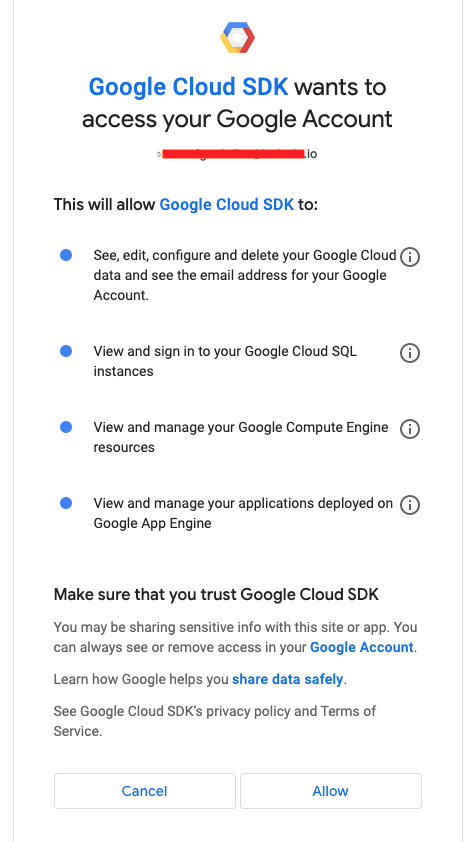 Google Cloud SDK wants to
access your Google Account
.io
This will allow Google Cloud SDK to:
See, edit, configure and delete your Google Cloud
data and see the email address for your Google
Account.
View and sign in to your Google Cloud SQL
instances
View and manage your Google Compute Engine
resources
View and manage your applications deployed on
Google App Engine
Make sure that you trust Google Cloud SDK
You may be sharing sensitive info with this site or app. You
can always see or remove access in your Google Account.
Learn how Google helps you share data safely.
See Google Cloud SDK’s privacy policy and Terms of
Service.
Cancel
Allow